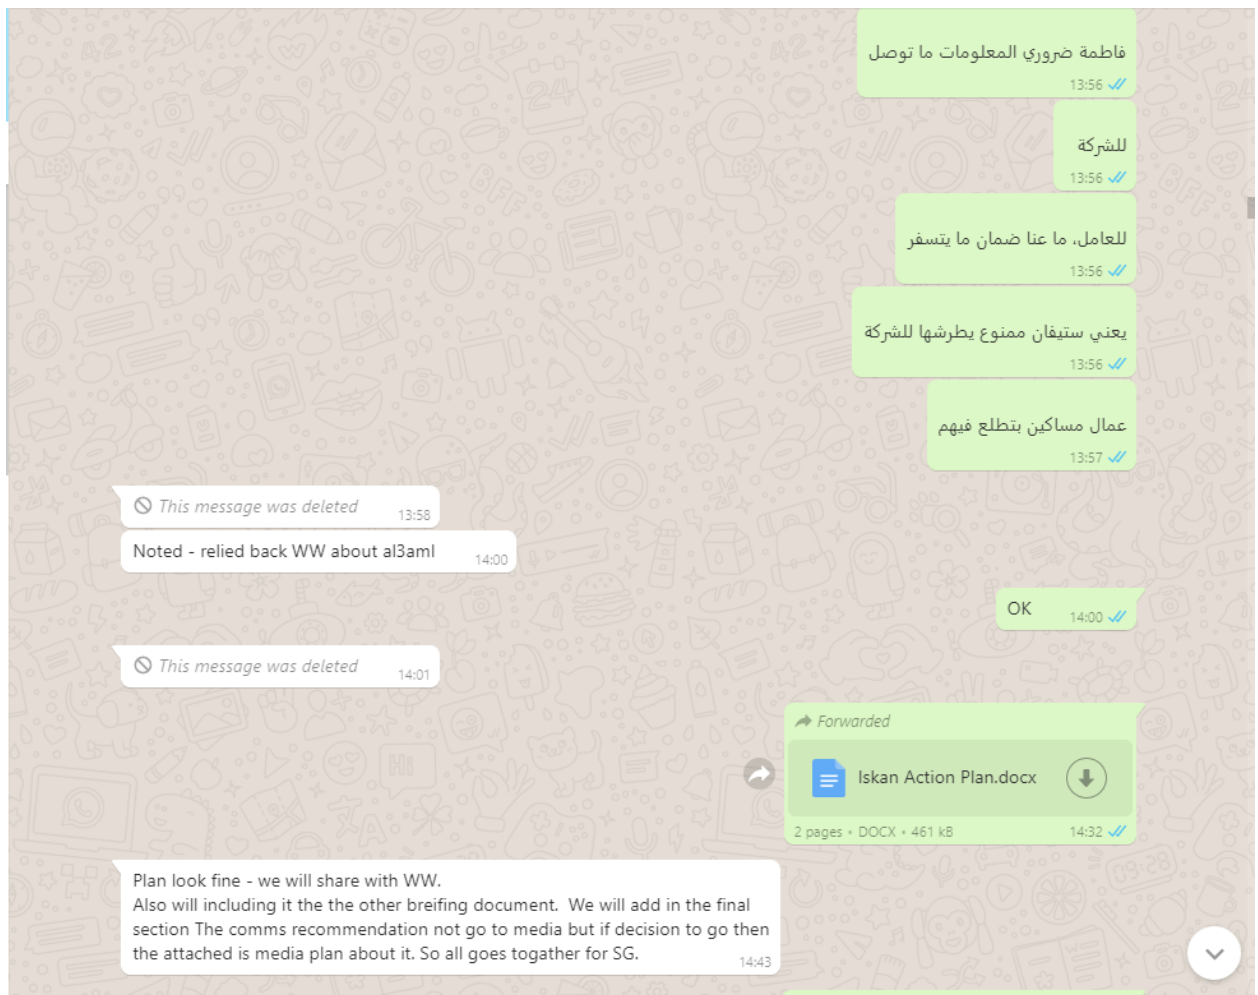 فاطمة ضروري المعلومات ما توصل
13:56
للشركة
13:56
للعامل، ما عنا ضمان ما يتسفر
13:56
يعني ستيفان ممنوع يطرشها للشركة
13:56
عمال مساكين بتطلع فيهم
13:57
This message was deleted 13:58
Noted - relied back WW about al3aml 14:00
OK 14:00
This message was deleted 14:01
Forwarded
Iskan Action Plan.docx
2 pages • DOCX • 461 kB 14:32
Plan look fine - we will share with WW.
Also will including it the the other breifing document. We will add in the final
section The comms recommendation not go to media but if decision to go then
the attached is media plan about it. So all goes togather for SG. 14:43